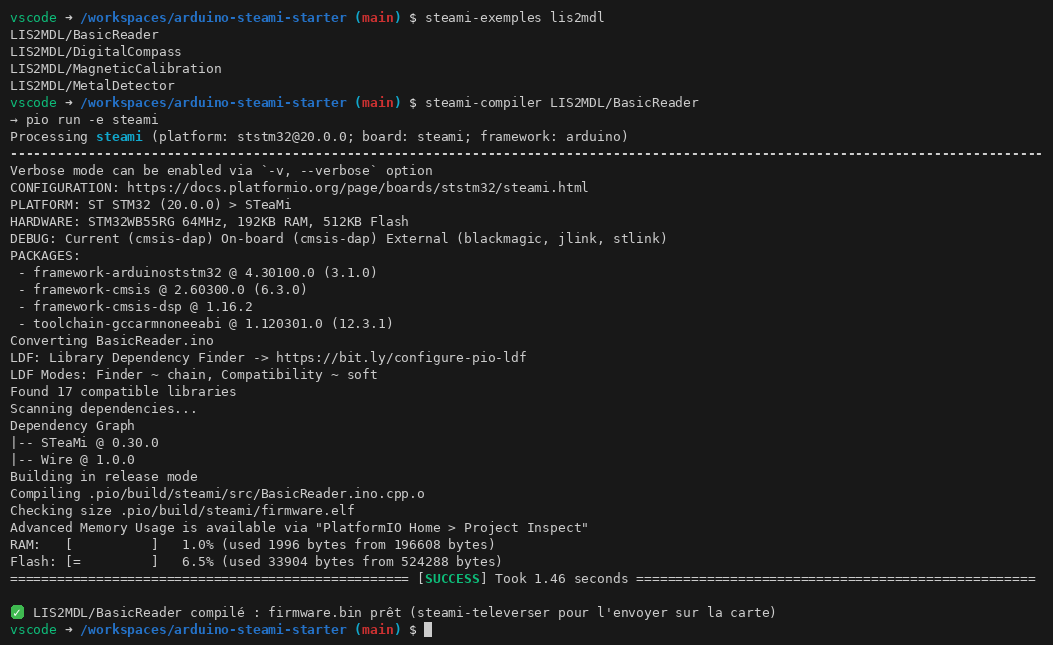 vscode → /workspaces/arduino-steami-starter (main) $ steami-exemples lis2mdl
LIS2MDL/BasicReader
LIS2MDL/DigitalCompass
LIS2MDL/MagneticCalibration
LIS2MDL/MetalDetector
vscode → /workspaces/arduino-steami-starter (main) $ steami-compiler LIS2MDL/BasicReader
→ pio run -e steami
Processing steami (platform: ststm32@20.0.0; board: steami; framework: arduino)
------------------------------------------------------------------------------------------------------------------------------------
Verbose mode can be enabled via `-v, --verbose` option
CONFIGURATION: https://docs.platformio.org/page/boards/ststm32/steami.html
PLATFORM: ST STM32 (20.0.0) > STeaMi
HARDWARE: STM32WB55RG 64MHz, 192KB RAM, 512KB Flash
DEBUG: Current (cmsis-dap) On-board (cmsis-dap) External (blackmagic, jlink, stlink)
PACKAGES:
 - framework-arduinoststm32 @ 4.30100.0 (3.1.0)
 - framework-cmsis @ 2.60300.0 (6.3.0)
 - framework-cmsis-dsp @ 1.16.2
 - toolchain-gccarmnoneeabi @ 1.120301.0 (12.3.1)
Converting BasicReader.ino
LDF: Library Dependency Finder -> https://bit.ly/configure-pio-ldf
LDF Modes: Finder ~ chain, Compatibility ~ soft
Found 17 compatible libraries
Scanning dependencies...
Dependency Graph
|-- STeaMi @ 0.30.0
|-- Wire @ 1.0.0
Building in release mode
Compiling .pio/build/steami/src/BasicReader.ino.cpp.o
Checking size .pio/build/steami/firmware.elf
Advanced Memory Usage is available via "PlatformIO Home > Project Inspect"
RAM:   [          ]   1.0% (used 1996 bytes from 196608 bytes)
Flash: [=         ]   6.5% (used 33904 bytes from 524288 bytes)
=================================================== [SUCCESS] Took 1.46 seconds ===================================================
✓ LIS2MDL/BasicReader compilé : firmware.bin prêt (steami-televerser pour l'envoyer sur la carte)
vscode → /workspaces/arduino-steami-starter (main) $